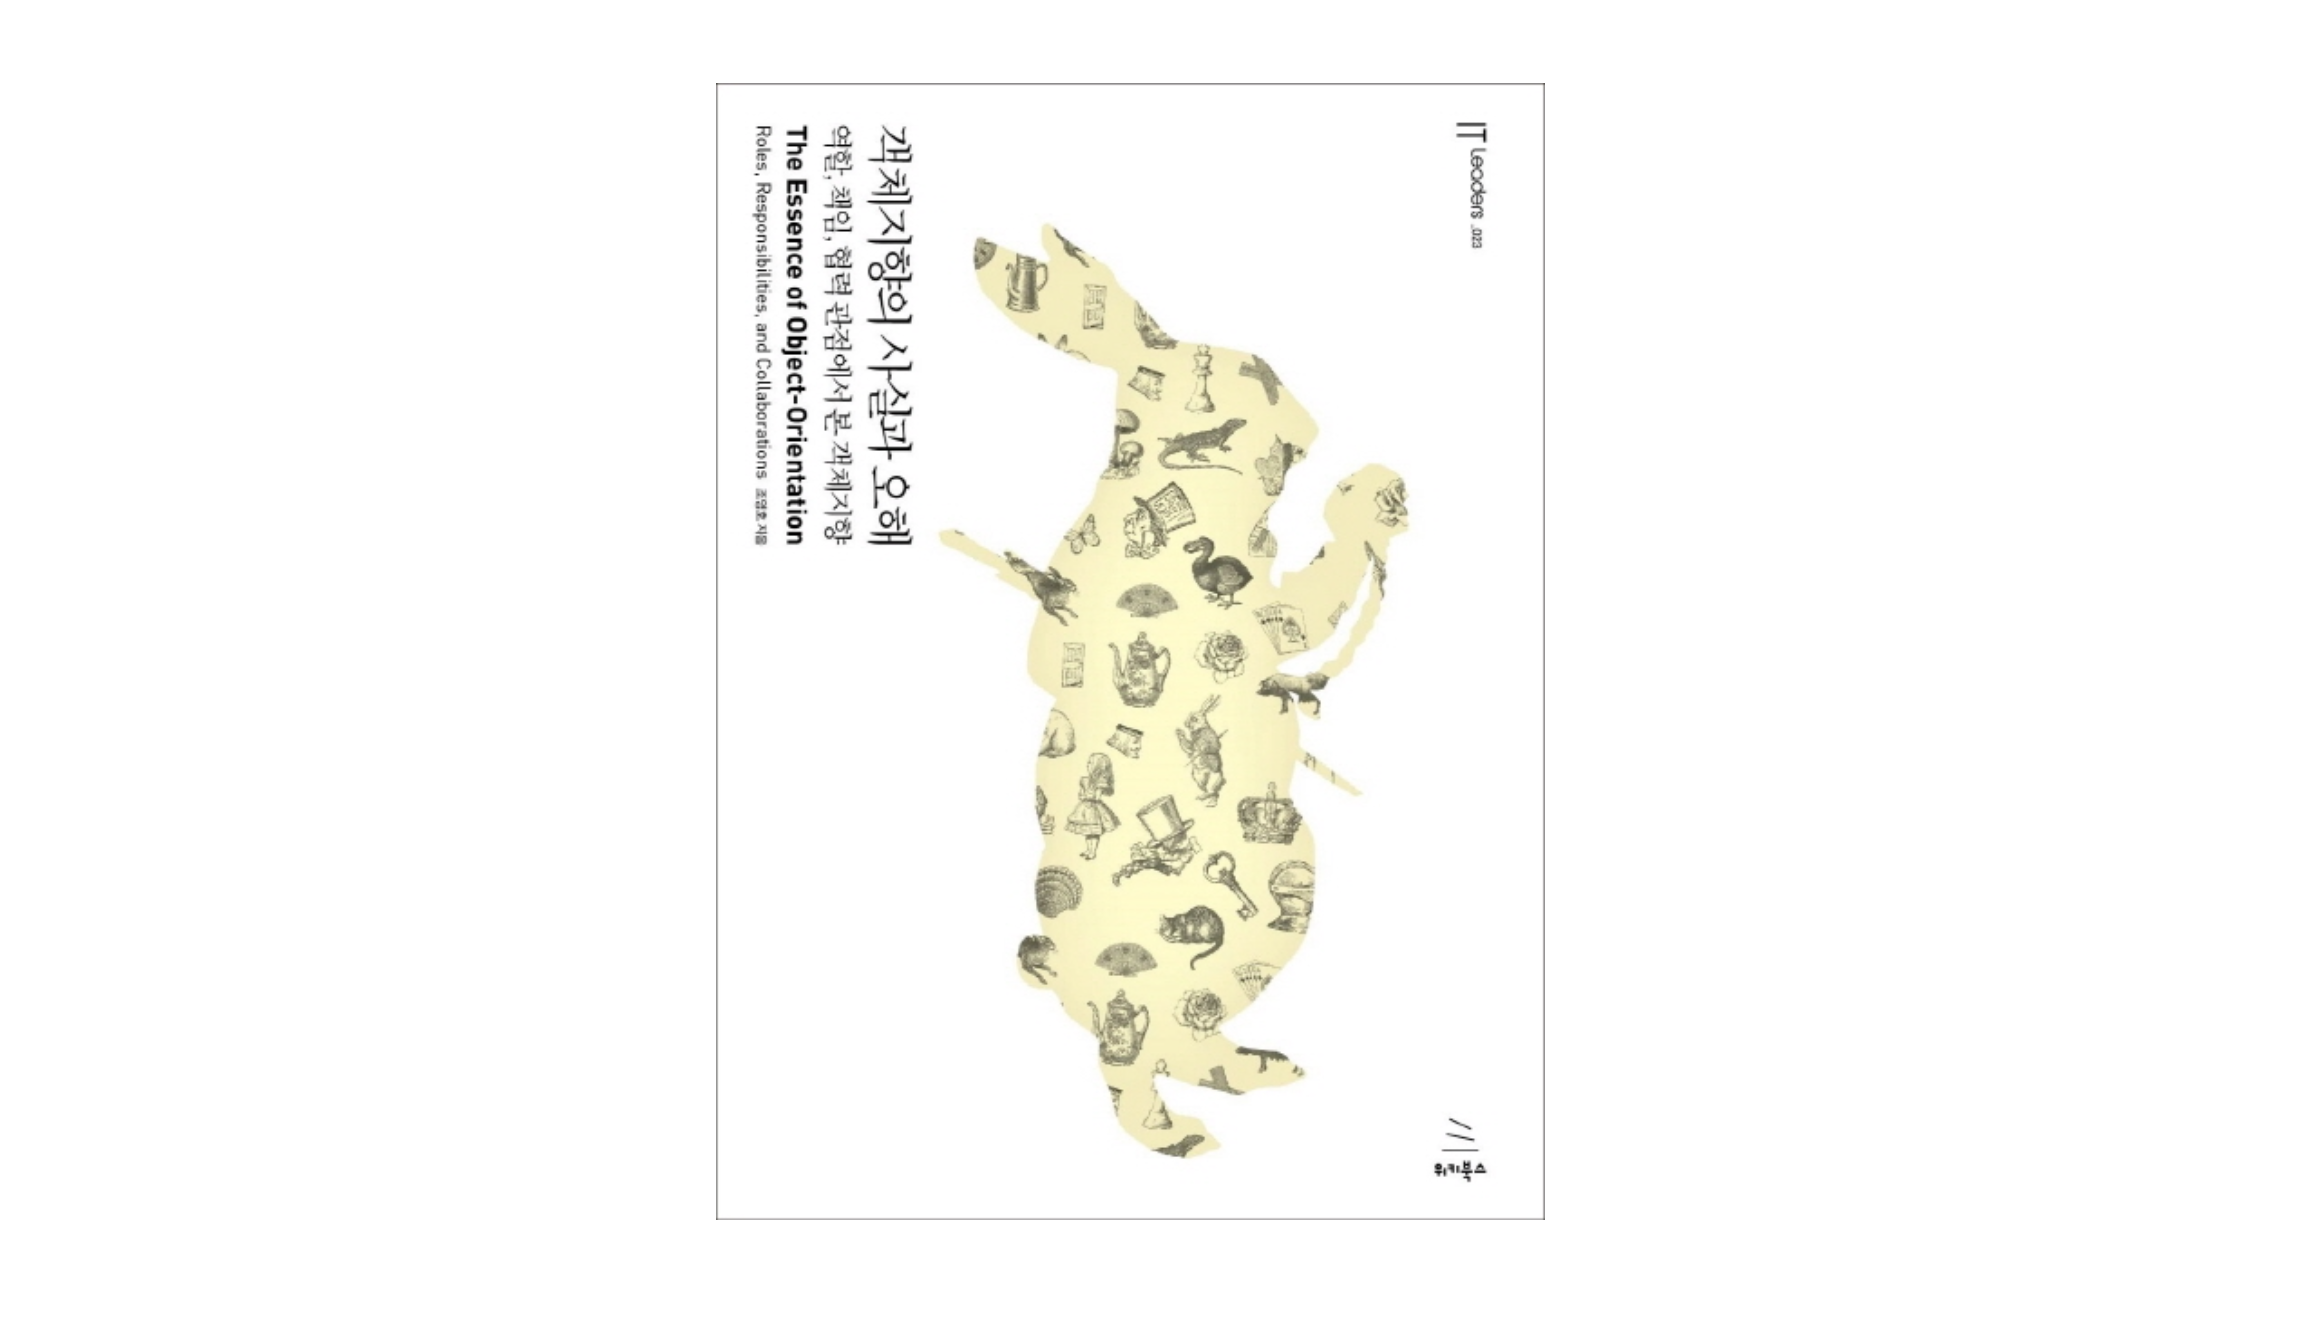 IT Leaders _023
객체지향의 사실과 오해
역할, 책임, 협력 관점에서 본 객체지향
The Essence of Object-Orientation
Roles, Responsibilities, and Collaborations 조영호 지음
위키북스